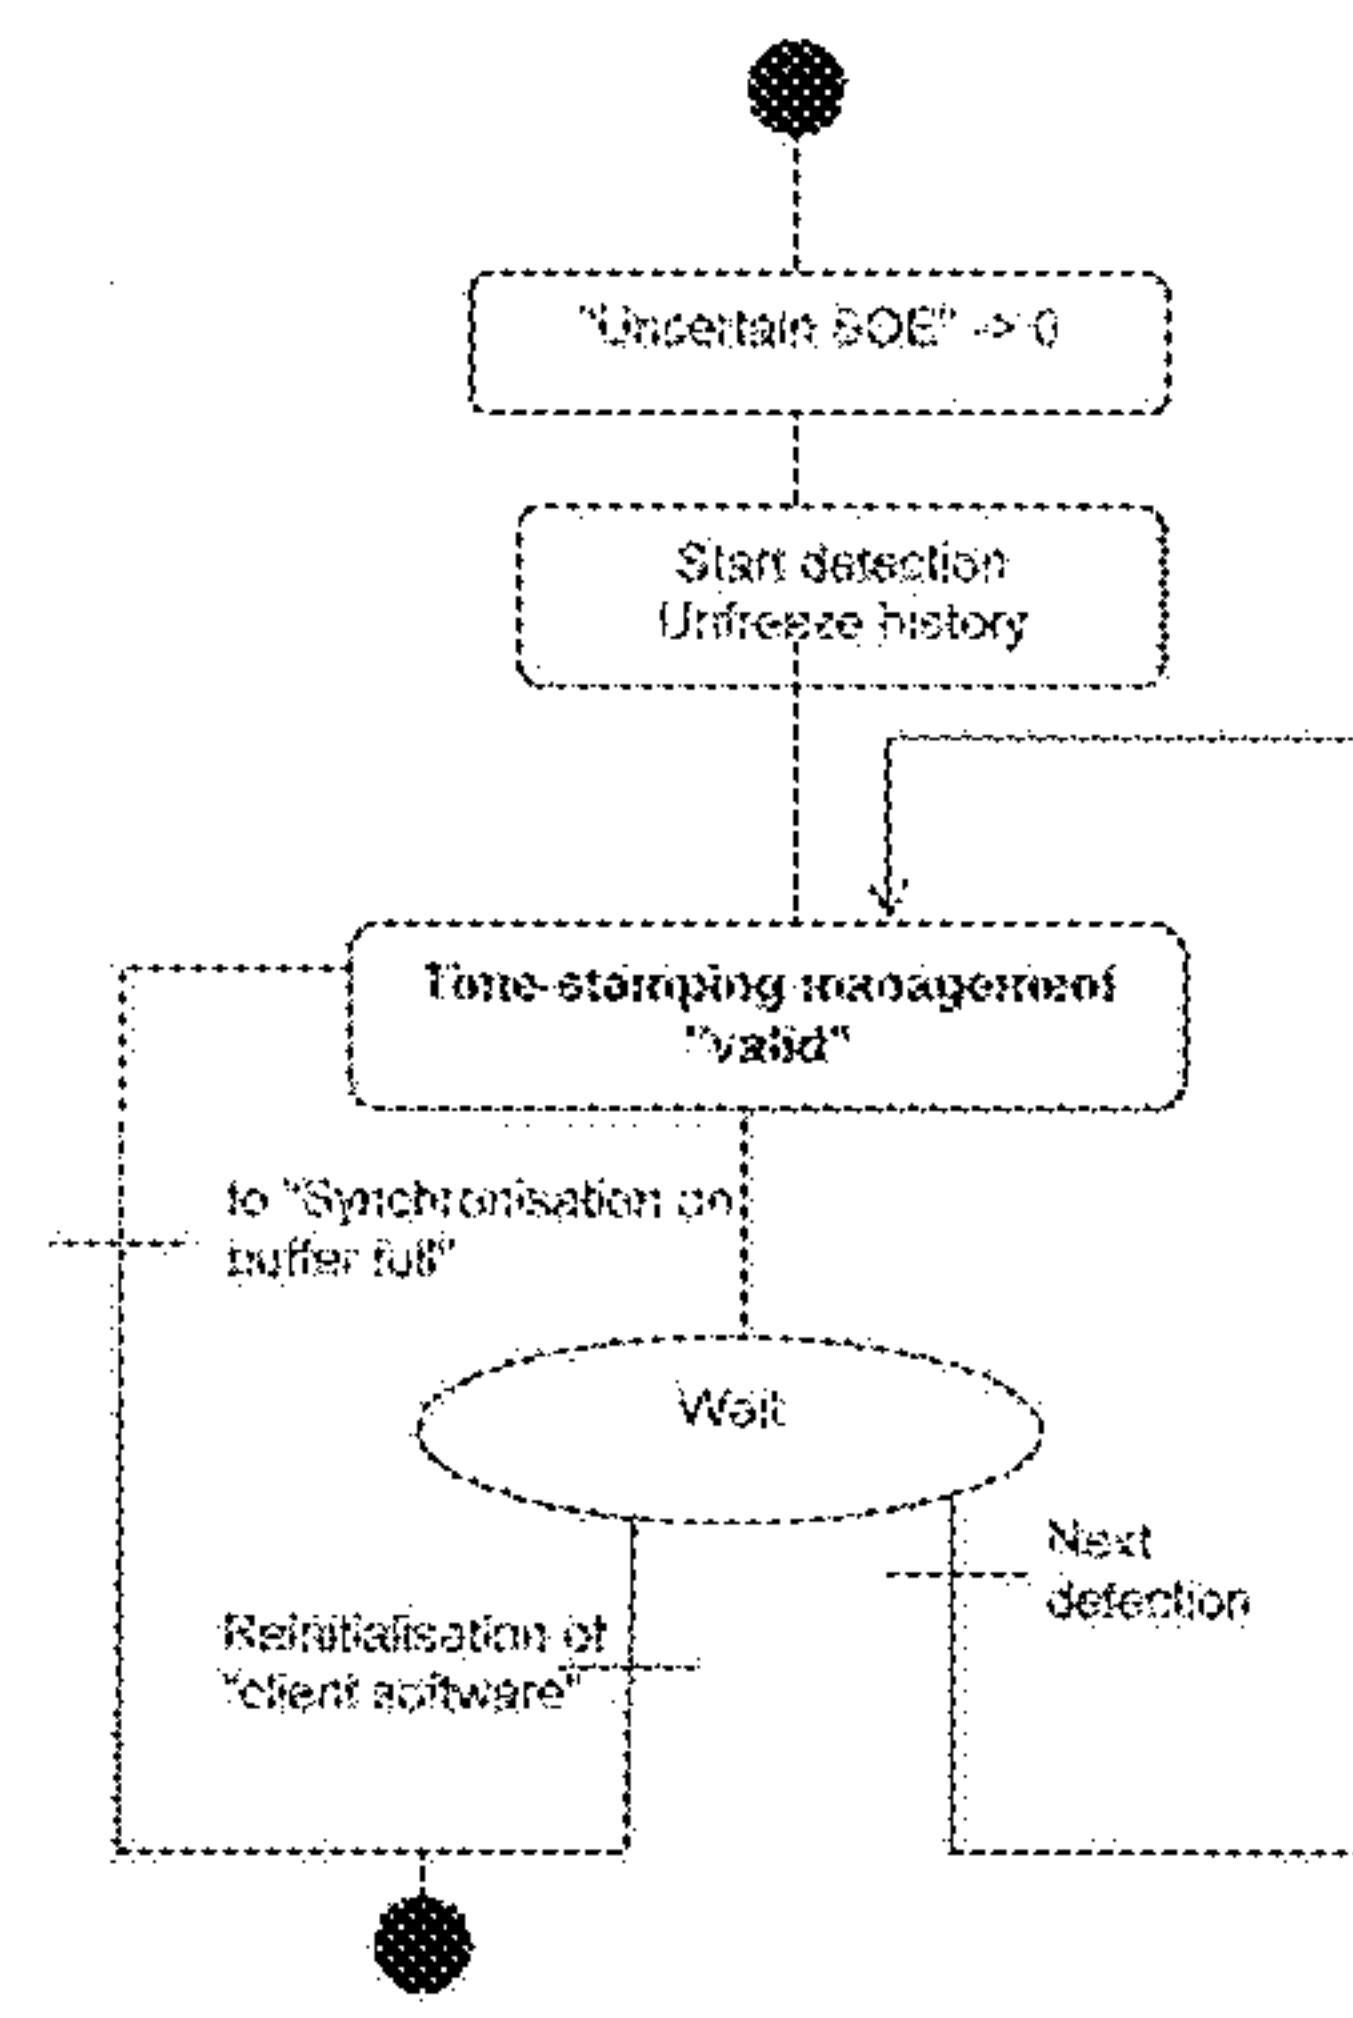 "Uncertain SOE" -> 0
Start detection
Unfreeze history
Time-stamping management
"valid"
to "Synchronisation on
buffer full"
Wait
Next
detection
Reinitialisation of
"client software"